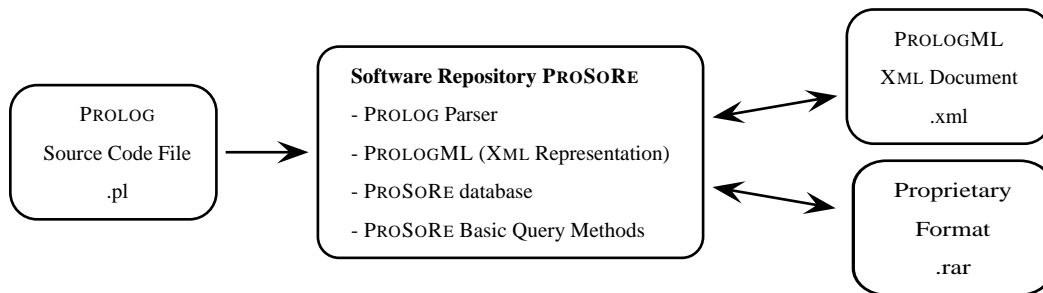 PROLOG
Source Code File
.pl
Software Repository PROSORE
- PROLOG Parser
- PROLOGML (XML Representation)
- PROSORE database
- PROSORE Basic Query Methods
PROLOGML
XML Document
.xml
Proprietary
Format
.rar